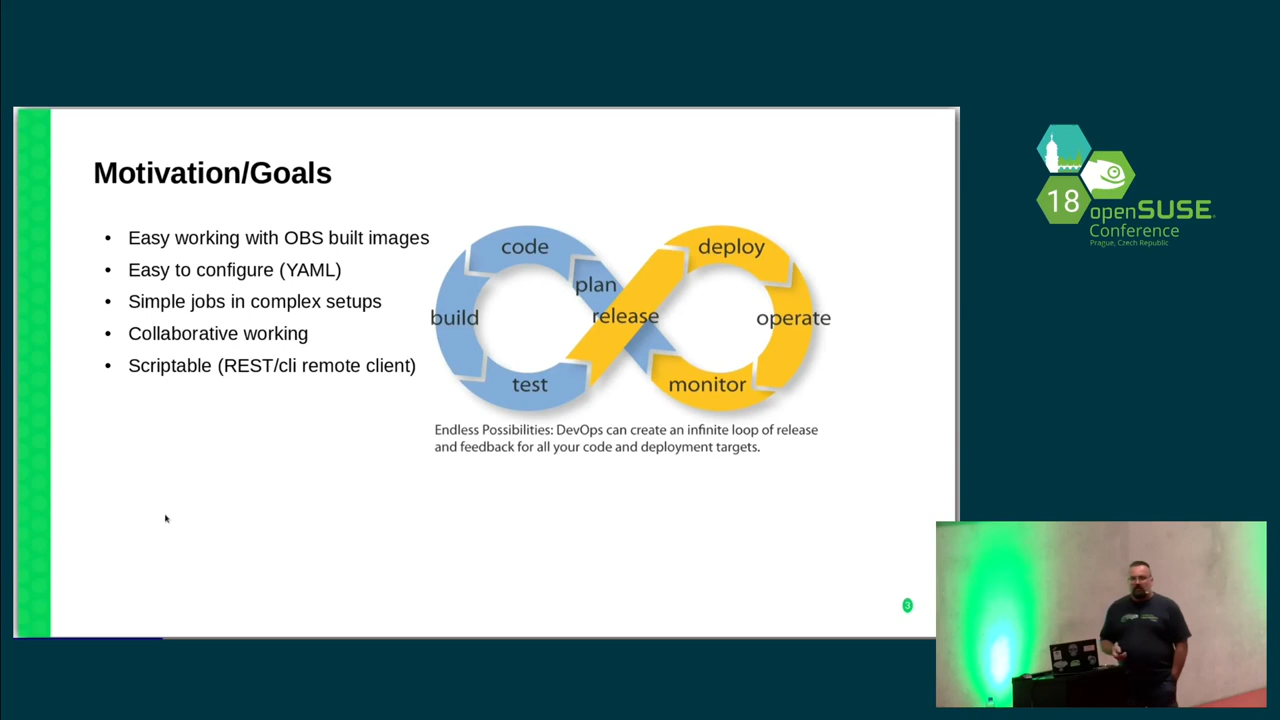 Motivation/Goals
• Easy working with OBS built images
• Easy to configure (YAML)
• Simple jobs in complex setups
• Collaborative working
• Scriptable (REST/cli remote client)
code
deploy
plan
build
release
operate
test
monitor
Endless Possibilities: DevOps can create an infinite loop of release
and feedback for all your code and deployment targets.
3
18
openSUSE
Conference
Prague, Czech Republic